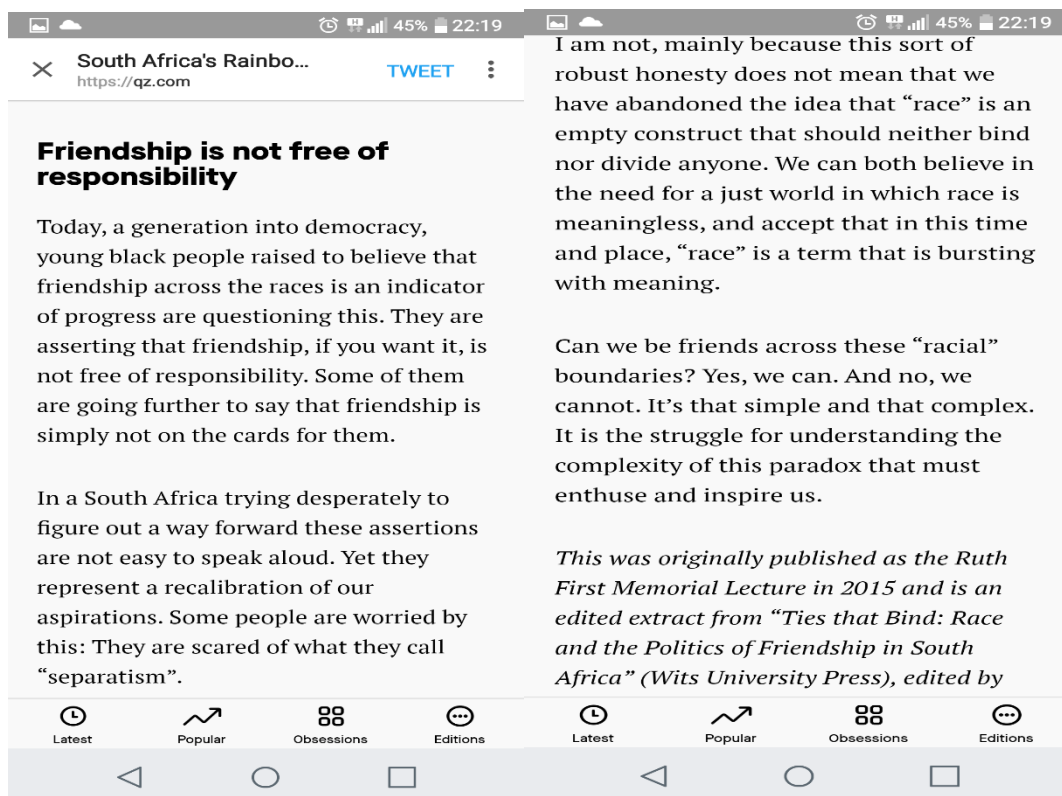 45% 22:19
South Africa's Rainbo...
https://qz.com
TWEET
Friendship is not free of
responsibility
Today, a generation into democracy,
young black people raised to believe that
friendship across the races is an indicator
of progress are questioning this. They are
asserting that friendship, if you want it, is
not free of responsibility. Some of them
are going further to say that friendship is
simply not on the cards for them.
In a South Africa trying desperately to
figure out a way forward these assertions
are not easy to speak aloud. Yet they
represent a recalibration of our
aspirations. Some people are worried by
this: They are scared of what they call
“separatism”.
Latest Popular Obsessions Editions
45% 22:19
I am not, mainly because this sort of
robust honesty does not mean that we
have abandoned the idea that “race” is an
empty construct that should neither bind
nor divide anyone. We can both believe in
the need for a just world in which race is
meaningless, and accept that in this time
and place, “race” is a term that is bursting
with meaning.
Can we be friends across these “racial”
boundaries? Yes, we can. And no, we
cannot. It’s that simple and that complex.
It is the struggle for understanding the
complexity of this paradox that must
enthuse and inspire us.
This was originally published as the Ruth
First Memorial Lecture in 2015 and is an
edited extract from “Ties that Bind: Race
and the Politics of Friendship in South
Africa” (Wits University Press), edited by
Latest Popular Obsessions Editions